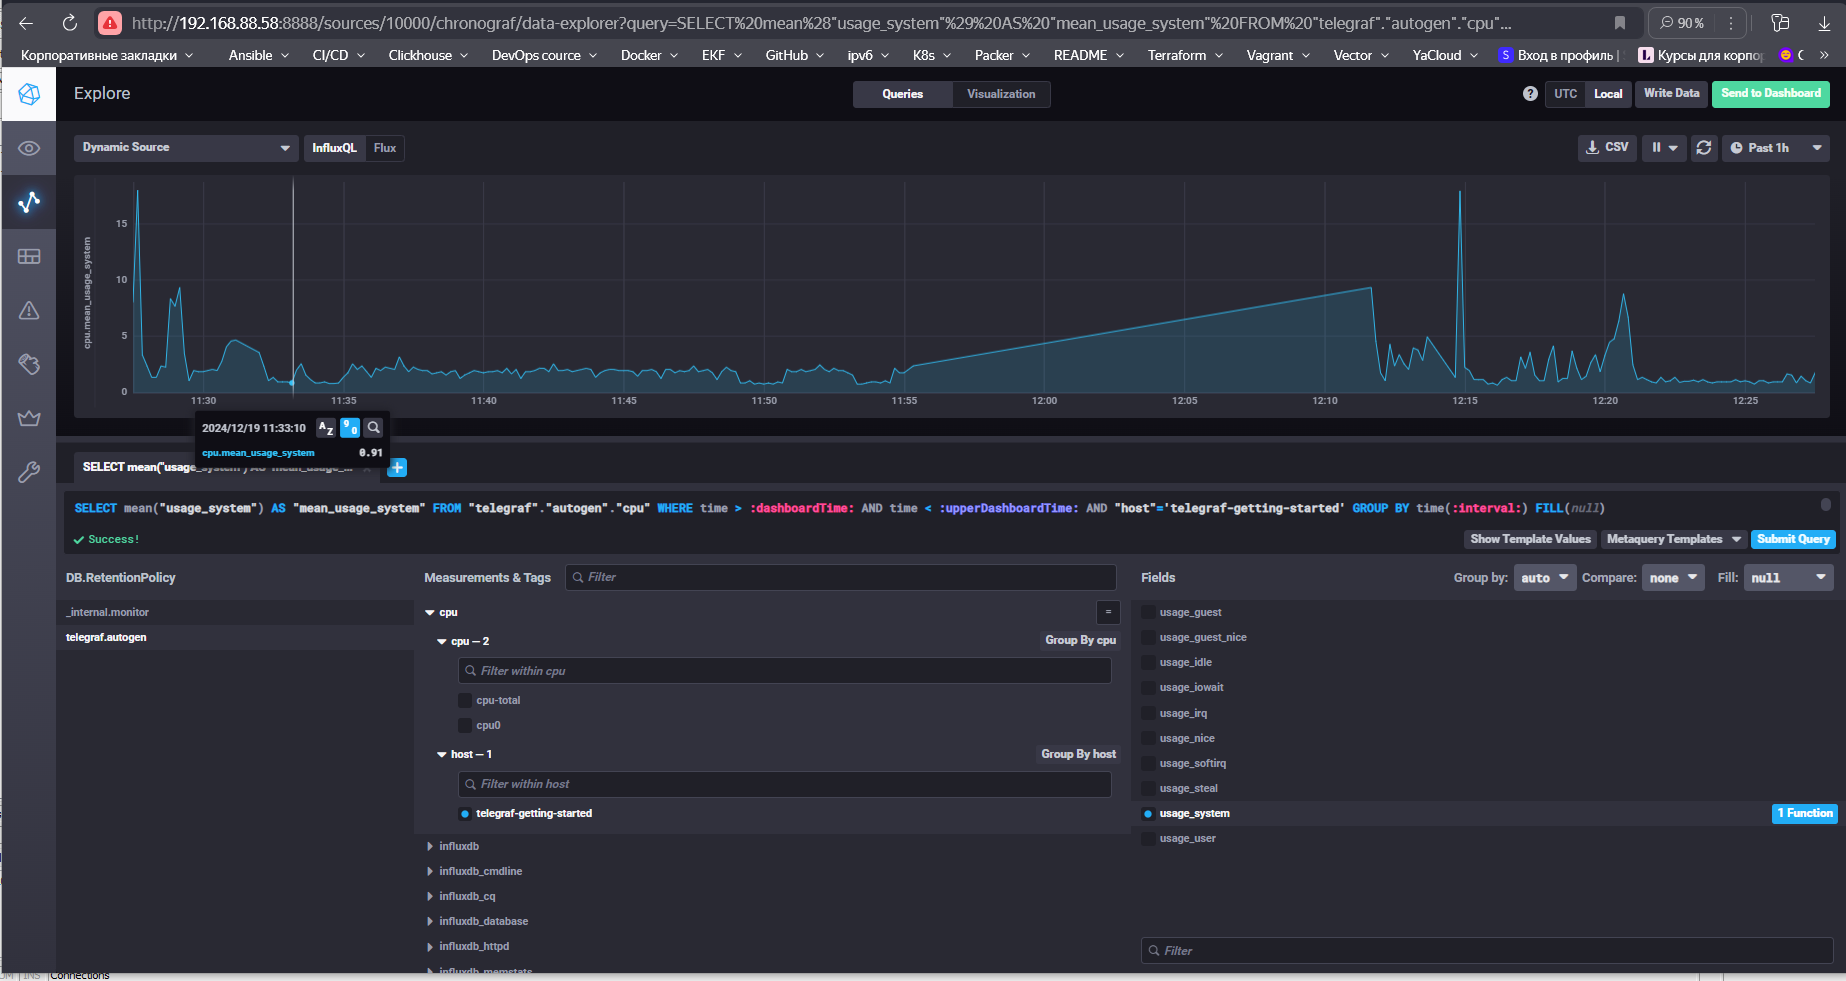 http://192.168.88.58:8888/sources/10000/chronograf/data-explorer?query=SELECT%20mean%28"usage_system"%29%20AS%20"mean_usage_system"%20FROM%20"telegraf"."autogen"."cpu"...
90 %
Корпоративные закладки Ansible CI/CD Clickhouse DevOps cource Docker EKF GitHub ipv6 K8s Packer README Terraform Vagrant Vector YaCloud S Вход в профиль | L Курсы для корпо
Explore
Queries Visualization
? UTC Local Write Data Send to Dashboard
Dynamic Source InfluxQL Flux
CSV Past 1h
cpu.mean_usage_system
15
10
5
0
11:30 11:35 11:40 11:45 11:50 11:55 12:00 12:05 12:10 12:15 12:20 12:25
2024/12/19 11:33:10 AZ 90
cpu.mean_usage_system 0.91
SELECT mean("usage_system") AS "mean_usage_...
SELECT mean("usage_system") AS "mean_usage_system" FROM "telegraf"."autogen"."cpu" WHERE time > :dashboardTime: AND time < :upperDashboardTime: AND "host"='telegraf-getting-started' GROUP BY time(:interval:) FILL(null)
Success!
Show Template Values Metaquery Templates Submit Query
DB.RetentionPolicy
_internal.monitor
telegraf.autogen
Measurements & Tags Filter
cpu =
cpu — 2 Group By cpu
Filter within cpu
cpu-total
cpu0
host — 1 Group By host
Filter within host
telegraf-getting-started
influxdb
influxdb_cmdline
influxdb_cq
influxdb_database
influxdb_httpd
influxdb_memstats
Fields Group by: auto Compare: none Fill: null
usage_guest
usage_guest_nice
usage_idle
usage_iowait
usage_irq
usage_nice
usage_softirq
usage_steal
usage_system 1 Function
usage_user
Filter
INS Connections